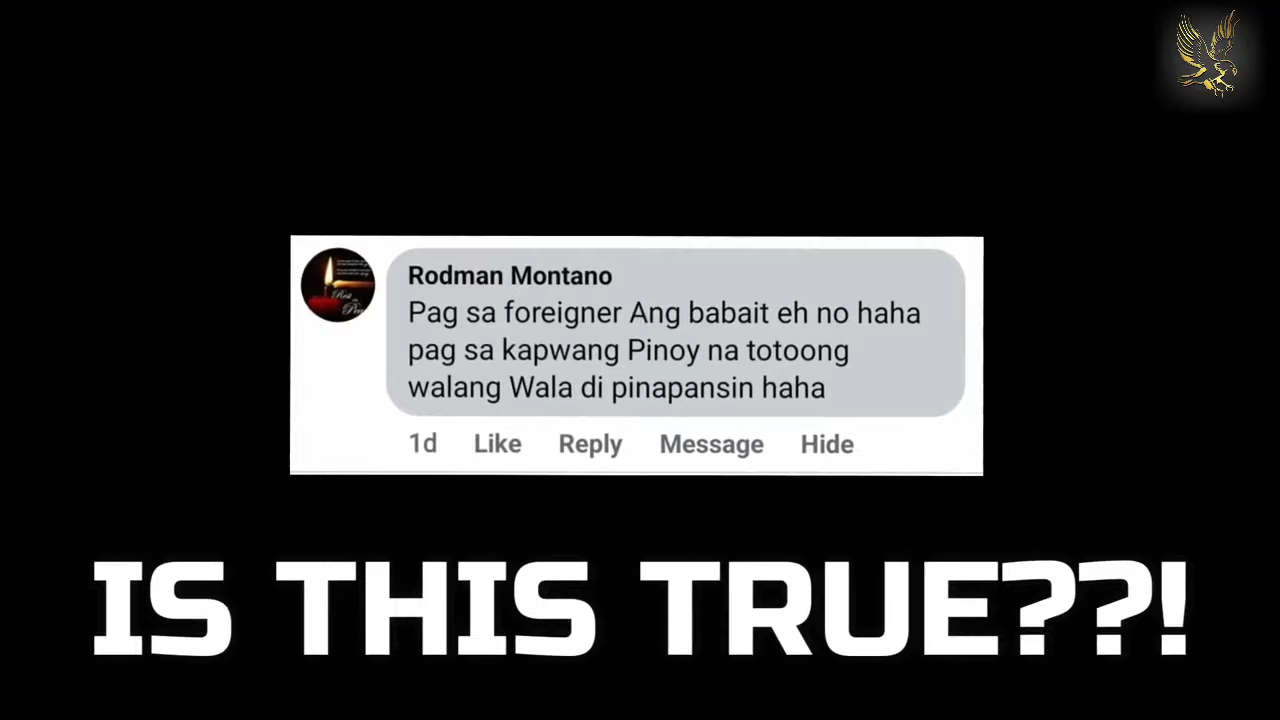 Rodman Montano
Pag sa foreigner Ang babait eh no haha
pag sa kapwang Pinoy na totoong
walang Wala di pinapansin haha
1d Like Reply Message Hide
IS THIS TRUE??!